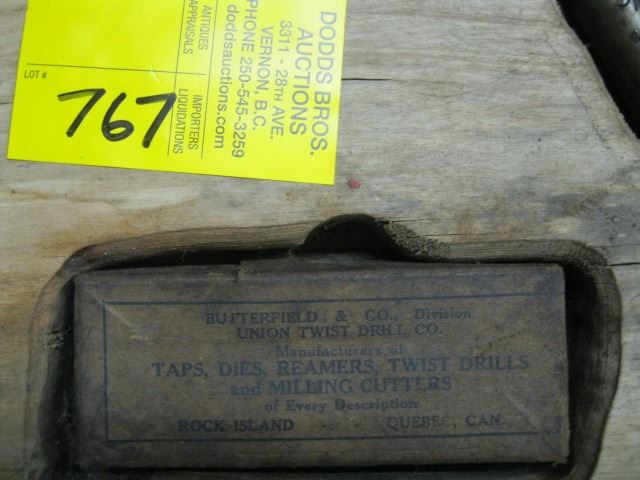 DODDS BROS.
AUCTIONS
3311 - 28TH AVE.
VERNON, B.C.
PHONE 250-545-3259
doddsauctions.com
ANTIQUES
APPRAISALS
IMPORTERS
LIQUIDATIONS
LOT #
767
BUTTERFIELD & CO., Division
UNION TWIST DRILL CO.
Manufacturers of
TAPS, DIES, REAMERS, TWIST DRILLS
and MILLING CUTTERS
of Every Description
ROCK ISLAND QUEBEC, CAN.